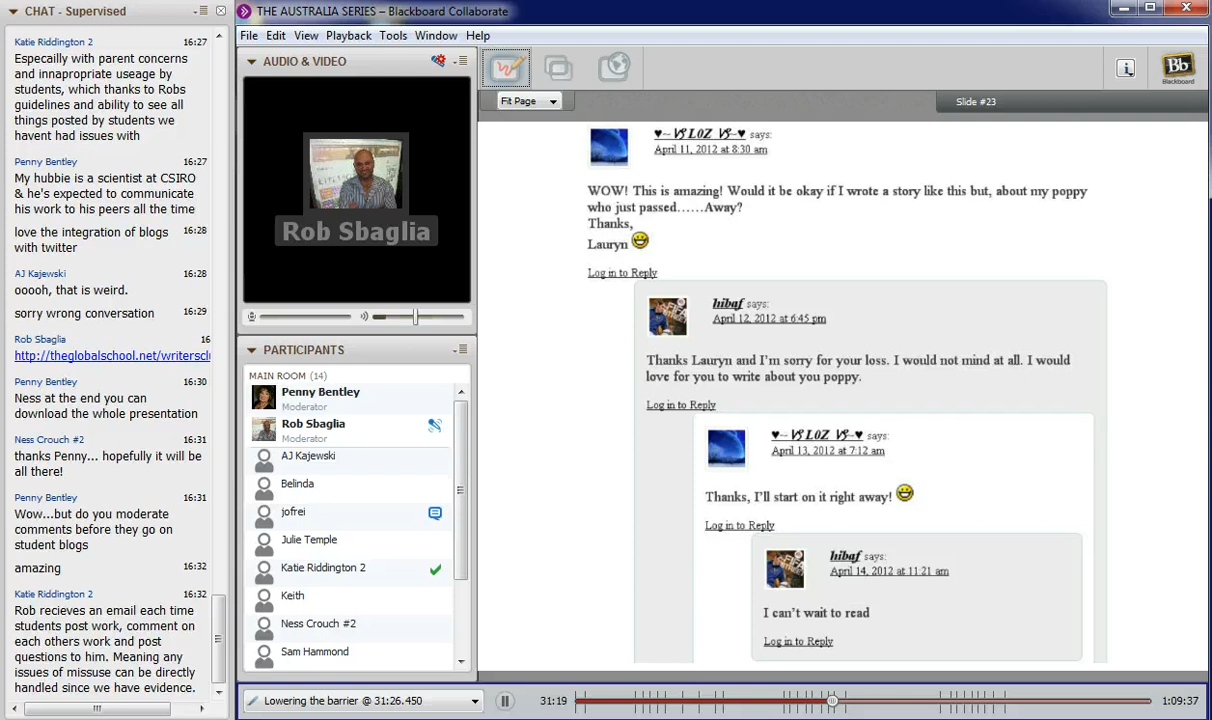 CHAT - Supervised
Katie Riddington 2 16:27
Especailly with parent concerns
and innapropriate useage by
students, which thanks to Robs
guidelines and ability to see all
things posted by students we
havent had issues with
Penny Bentley 16:27
My hubbie is a scientist at CSIRO
& he's expected to communicate
his work to his peers all the time
love the integration of blogs 16:28
with twitter
AJ Kajewski 16:28
ooooh, that is weird.
sorry wrong conversation 16:29
Rob Sbaglia 16
http://theglobalschool.net/writerscl
Penny Bentley 16:30
Ness at the end you can
download the whole presentation
Ness Crouch #2 16:31
thanks Penny... hopefully it will be
all there!
Penny Bentley 16:31
Wow...but do you moderate
comments before they go on
student blogs
amazing 16:32
Katie Riddington 2 16:32
Rob recieves an email each time
students post work, comment on
each others work and post
questions to him. Meaning any
issues of missuse can be directly
handled since we have evidence.
THE AUSTRALIA SERIES – Blackboard Collaborate
File Edit View Playback Tools Window Help
AUDIO & VIDEO
Rob Sbaglia
PARTICIPANTS
MAIN ROOM (14)
Penny Bentley
Moderator
Rob Sbaglia
Moderator
AJ Kajewski
Belinda
jofrei
Julie Temple
Katie Riddington 2
Keith
Ness Crouch #2
Sam Hammond
Bb
Blackboard
Fit Page
Slide #23
says:
April 11, 2012 at 8:30 am
WOW! This is amazing! Would it be okay if I wrote a story like this but, about my poppy
who just passed……Away?
Thanks,
Lauryn
Log in to Reply
hibaf says:
April 12, 2012 at 6:45 pm
Thanks Lauryn and I'm sorry for your loss. I would not mind at all. I would
love for you to write about you poppy.
Log in to Reply
says:
April 13, 2012 at 7:12 am
Thanks, I'll start on it right away!
Log in to Reply
hibaf says:
April 14, 2012 at 11:21 am
I can't wait to read
Log in to Reply
Lowering the barrier @ 31:26.450
31:19
1:09:37